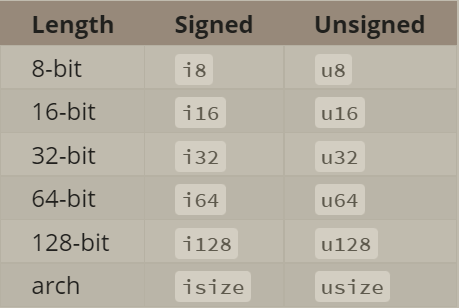 Length Signed Unsigned
8-bit i8 u8
16-bit i16 u16
32-bit i32 u32
64-bit i64 u64
128-bit i128 u128
arch isize usize